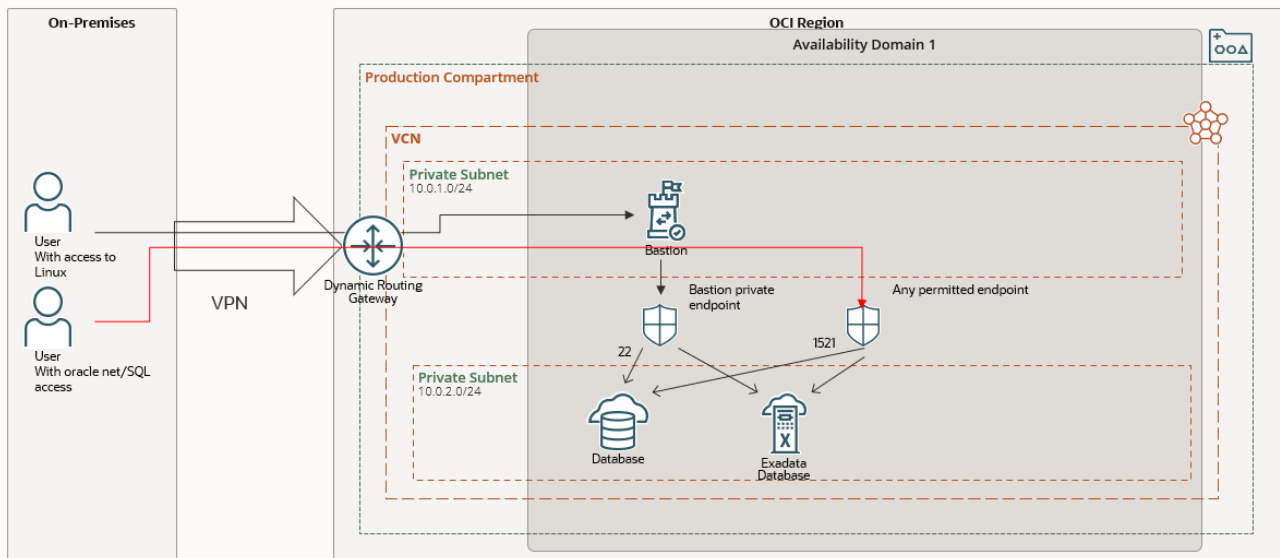 On-Premises
OCI Region
Availability Domain 1
Production Compartment
VCN
Private Subnet
10.0.1.0/24
User
With access to
Linux
Bastion
Dynamic Routing
Gateway
VPN
Bastion private
endpoint
Any permitted endpoint
User
With oracle net/SQL
access
22
1521
Private Subnet
10.0.2.0/24
Database
X
Exadata
Database